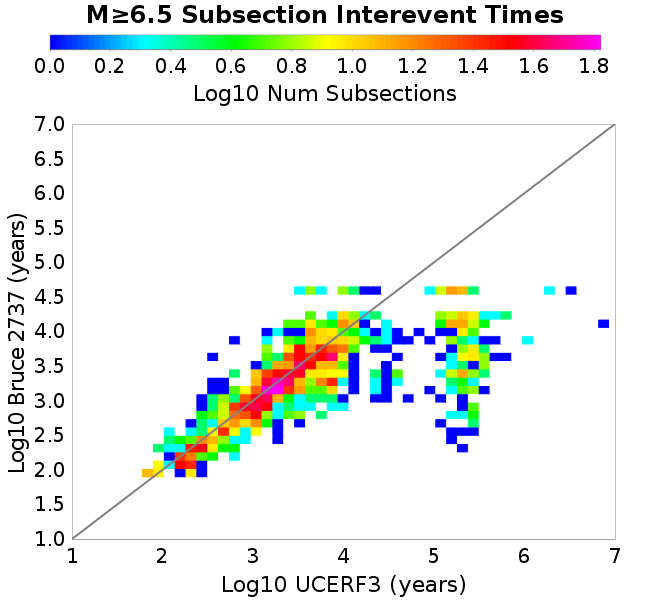 M≥6.5 Subsection Interevent Times
0.0 0.2 0.4 0.6 0.8 1.0 1.2 1.4 1.6 1.8
Log10 Num Subsections
7.0
6.5
6.0
5.5
5.0
4.5
4.0
3.5
3.0
2.5
2.0
1.5
1.0
Log10 Bruce 2737 (years)
1 2 3 4 5 6 7
Log10 UCERF3 (years)